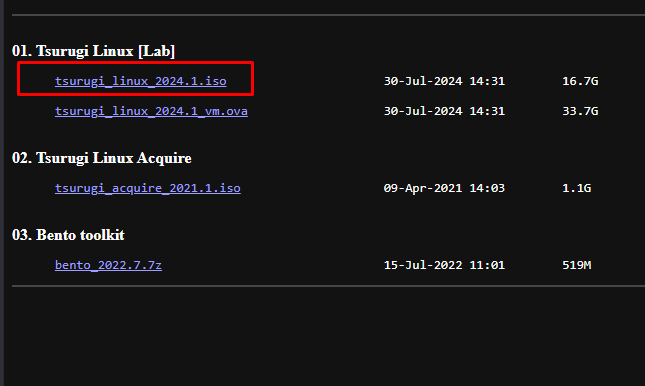 01. Tsurugi Linux [Lab]
tsurugi_linux_2024.1.iso 30-Jul-2024 14:31 16.7G
tsurugi_linux_2024.1_vm.ova 30-Jul-2024 14:31 33.7G
02. Tsurugi Linux Acquire
tsurugi_acquire_2021.1.iso 09-Apr-2021 14:03 1.1G
03. Bento toolkit
bento_2022.7.7z 15-Jul-2022 11:01 519M